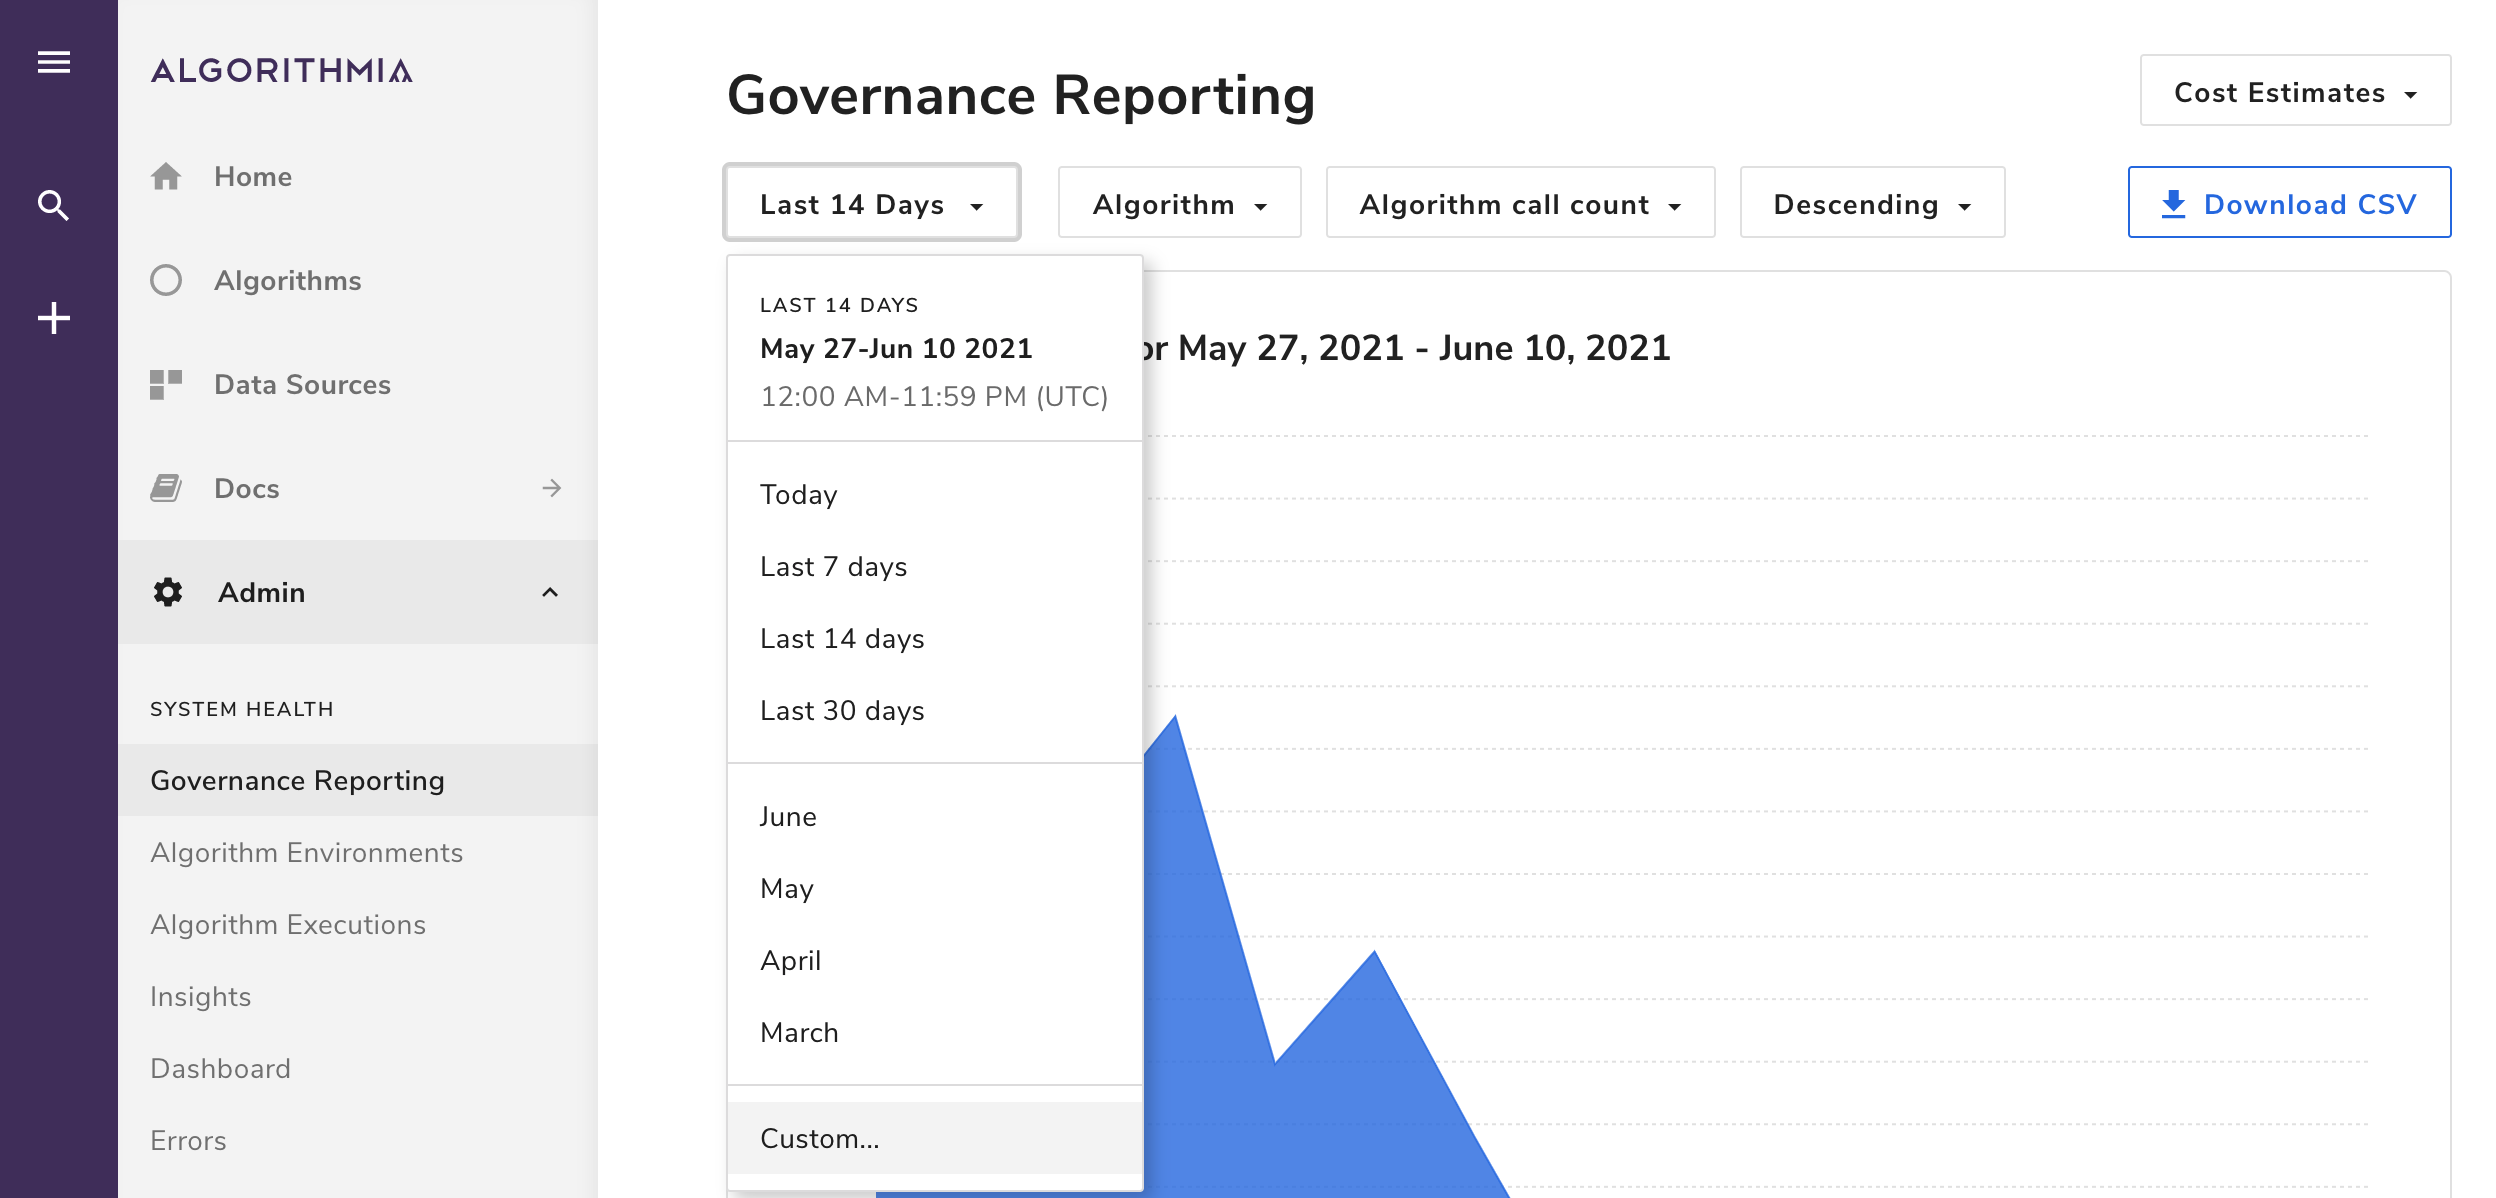 ALGORITHMIA
Home
Algorithms
Data Sources
Docs
Admin
SYSTEM HEALTH
Governance Reporting
Algorithm Environments
Algorithm Executions
Insights
Dashboard
Errors
Governance Reporting
Cost Estimates
Last 14 Days
Algorithm
Algorithm call count
Descending
Download CSV
LAST 14 DAYS
May 27-Jun 10 2021
12:00 AM-11:59 PM (UTC)
Today
Last 7 days
Last 14 days
Last 30 days
June
May
April
March
Custom...
May 27, 2021 - June 10, 2021